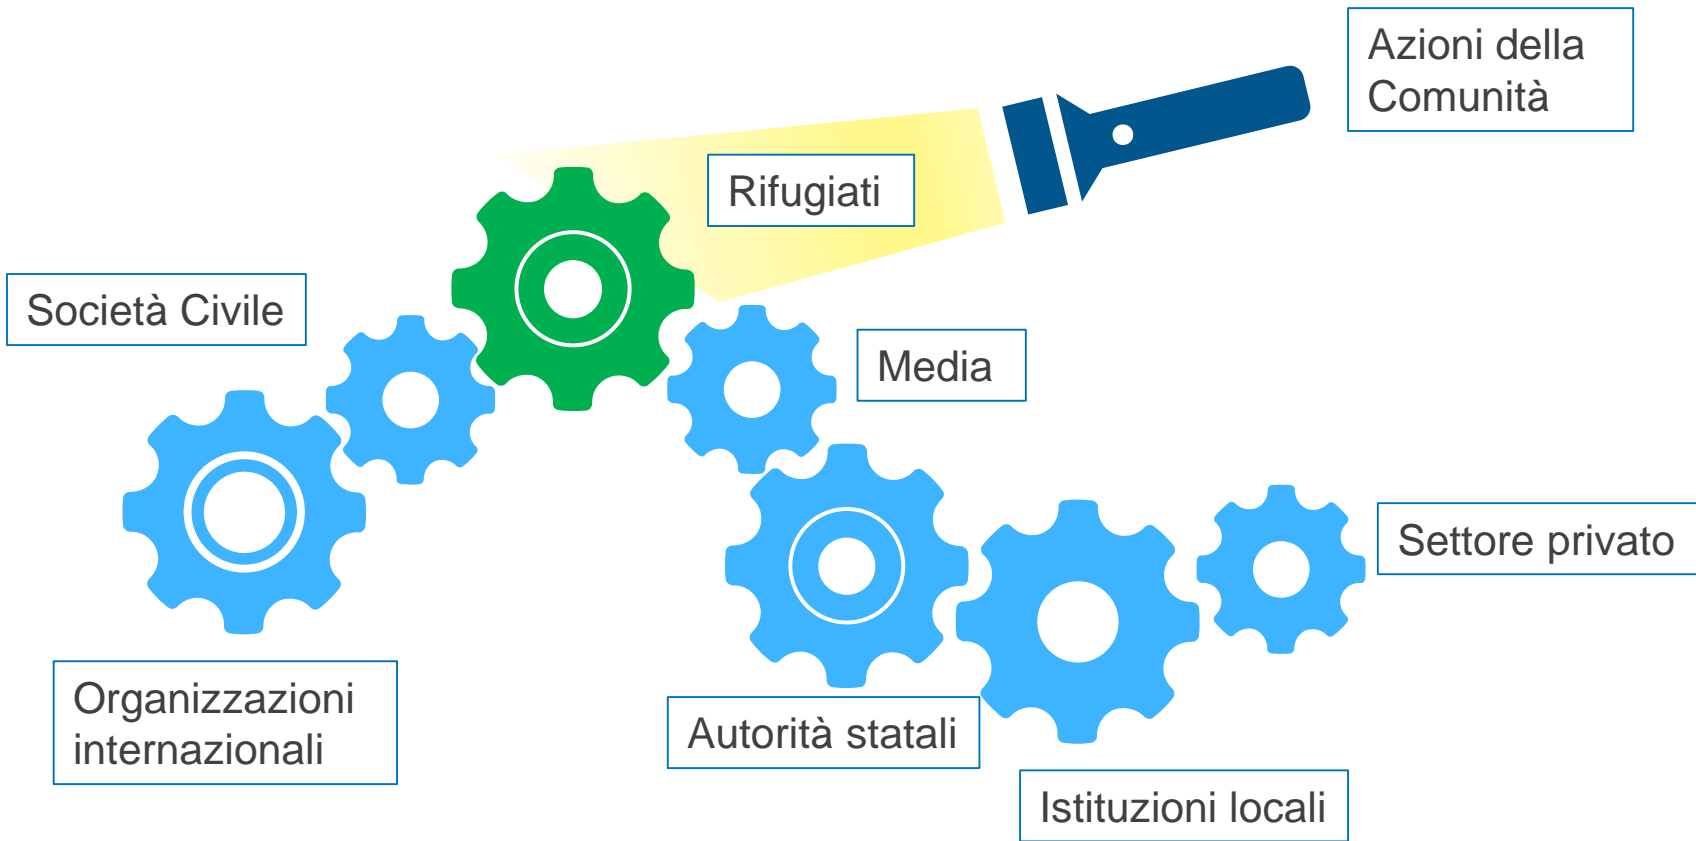 Azioni della
Comunità
Rifugiati
Società Civile
Media
Settore privato
Organizzazioni
internazionali
Autorità statali
Istituzioni locali